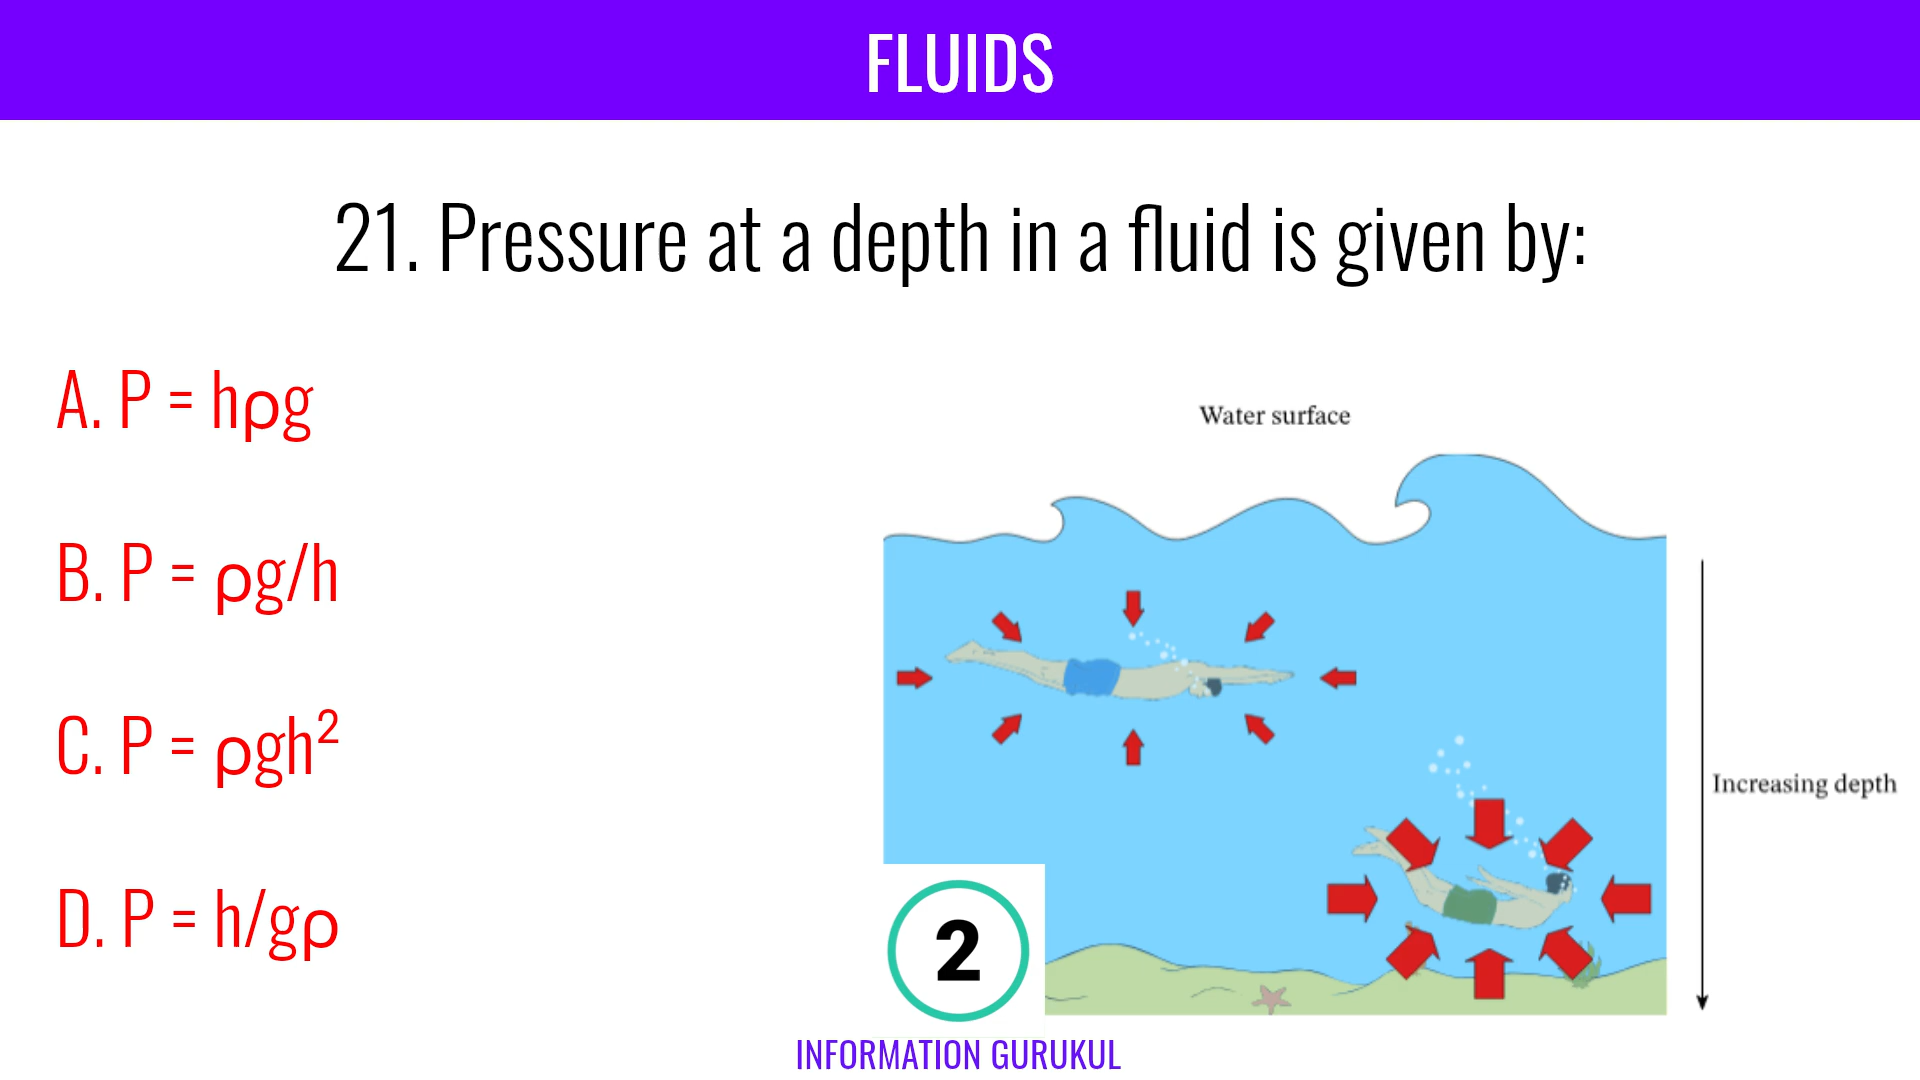 FLUIDS
21. Pressure at a depth in a fluid is given by:
A. P = hρg
B. P = ρg/h
C. P = ρgh²
D. P = h/gρ
Water surface
Increasing depth
2
INFORMATION GURUKUL